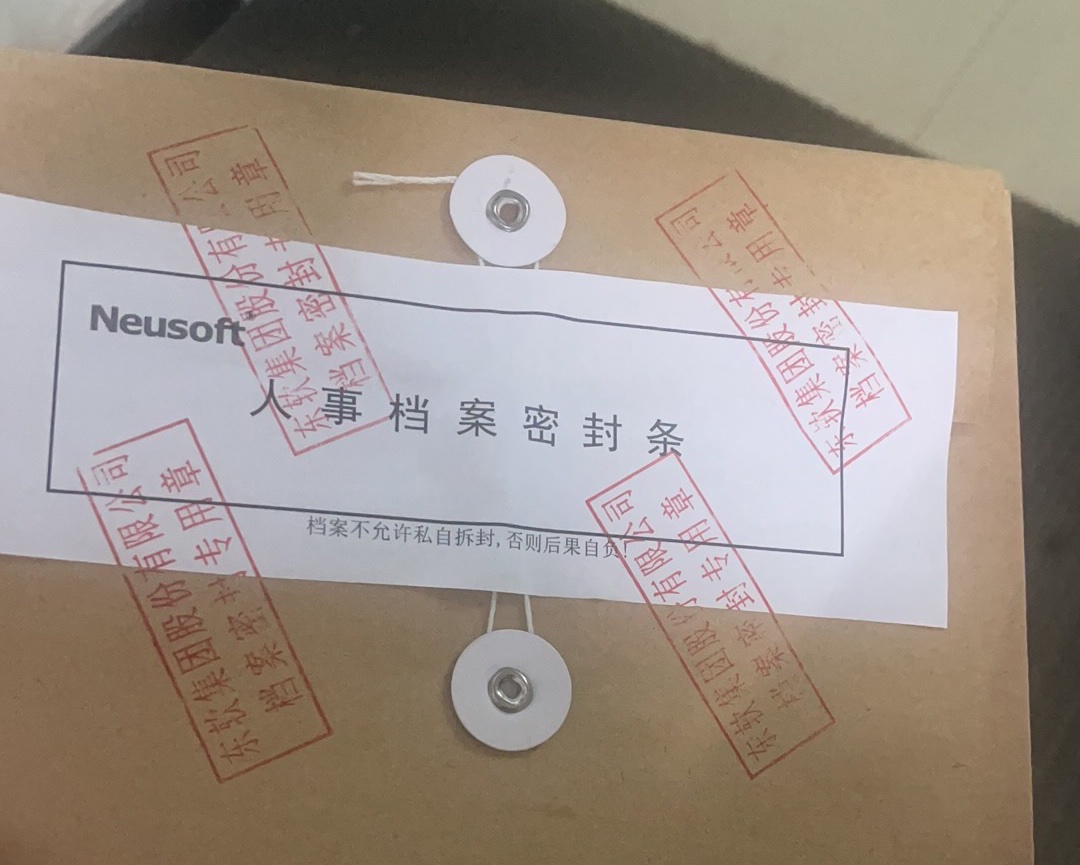 Neusoft
人事档案密封条
档案不允许私自拆封,否则后果自负!
东软集团股份有限公司
档案密封专用章
东软集团股份有限公司
档案密封专用章
东软集团股份有限公司
档案密封专用章
东软集团股份有限公司
档案密封专用章